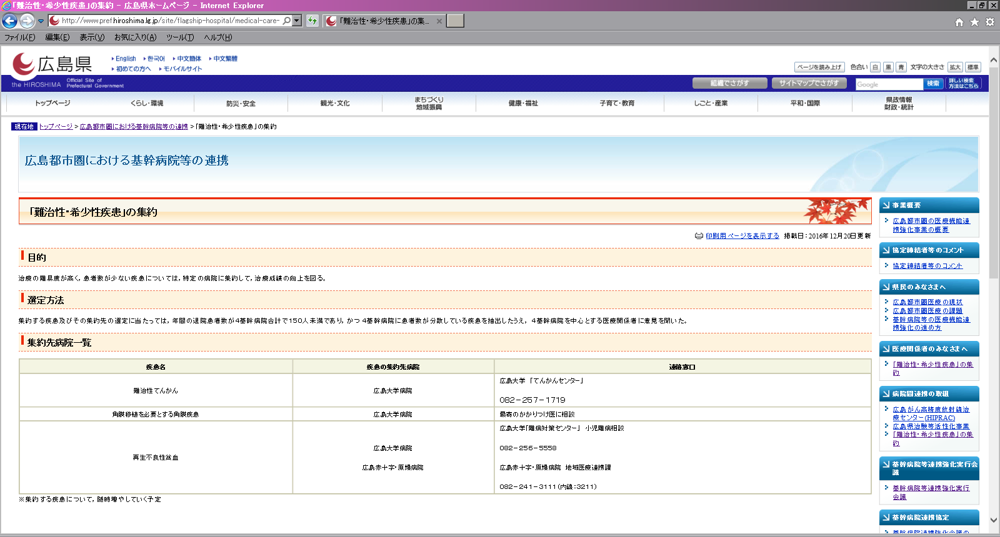 「難治性・希少性疾患」の集約 - 広島県ホームページ - Internet Explorer
http://www.pref.hiroshima.lg.jp/site/flagship-hospital/medical-care-
「難治性・希少性疾患」の集...
ファイル(F) 編集(E) 表示(V) お気に入り(A) ツール(T) ヘルプ(H)
広島県
the HIROSHIMA Official Site of Prefectural Government
English 한국어 中文簡体 中文繁體
初めての方へ モバイルサイト
ページを読み上げ 色合い 白 黒 青 文字の大きさ 拡大 標準
組織でさがす サイトマップでさがす Google 検索 詳しい検索方法はこちら
トップページ くらし・環境 防災・安全 観光・文化 まちづくり地域振興 健康・福祉 子育て・教育 しごと・産業 平和・国際 県政情報財政・統計
現在地 トップページ > 広島都市圏における基幹病院等の連携 > 「難治性・希少性疾患」の集約
広島都市圏における基幹病院等の連携
「難治性・希少性疾患」の集約
印刷用ページを表示する 掲載日：2016年12月20日更新
目的
治療の難易度が高く，患者数が少ない疾患については，特定の病院に集約して，治療成績の向上を図る。
選定方法
集約する疾患及びその集約先の選定に当たっては，年間の退院患者数が４基幹病院合計で１５０人未満であり，かつ４基幹病院に患者数が分散している疾患を抽出したうえ，４基幹病院を中心とする医療関係者に意見を聞いた。
集約先病院一覧
疾患名 疾患の集約先病院 連絡窓口
難治性てんかん 広島大学病院 広島大学 「てんかんセンター」
０８２－２５７－１７１９
角膜移植を必要とする角膜疾患 広島大学病院 最寄のかかりつけ医に相談
再生不良性貧血 広島大学病院
広島赤十字・原爆病院
広島大学「難病対策センター」 小児難病相談
０８２－２５６－５５５８
広島赤十字・原爆病院 地域医療連携課
０８２－２４１－３１１１（内線：３２１１）
※集約する疾患について，随時増やしていく予定
事業概要
広島都市圏の医療機能連
携強化事業の概要
協定締結者等のコメント
協定締結者等のコメント
県民のみなさまへ
広島都市圏医療の現状
広島都市圏医療の課題
基幹病院等の医療機能連
携強化の進め方
医療関係者のみなさまへ
「難治性・希少性疾患」の集
約
病院間連携の取組
広島がん高精度放射線治
療センター(HIPRAC)
広島県治験等活性化事業
「難治性・希少性疾患」の集
約
基幹病院等連携強化実行会
議
基幹病院等連携強化実行
会議
基幹病院連携協定